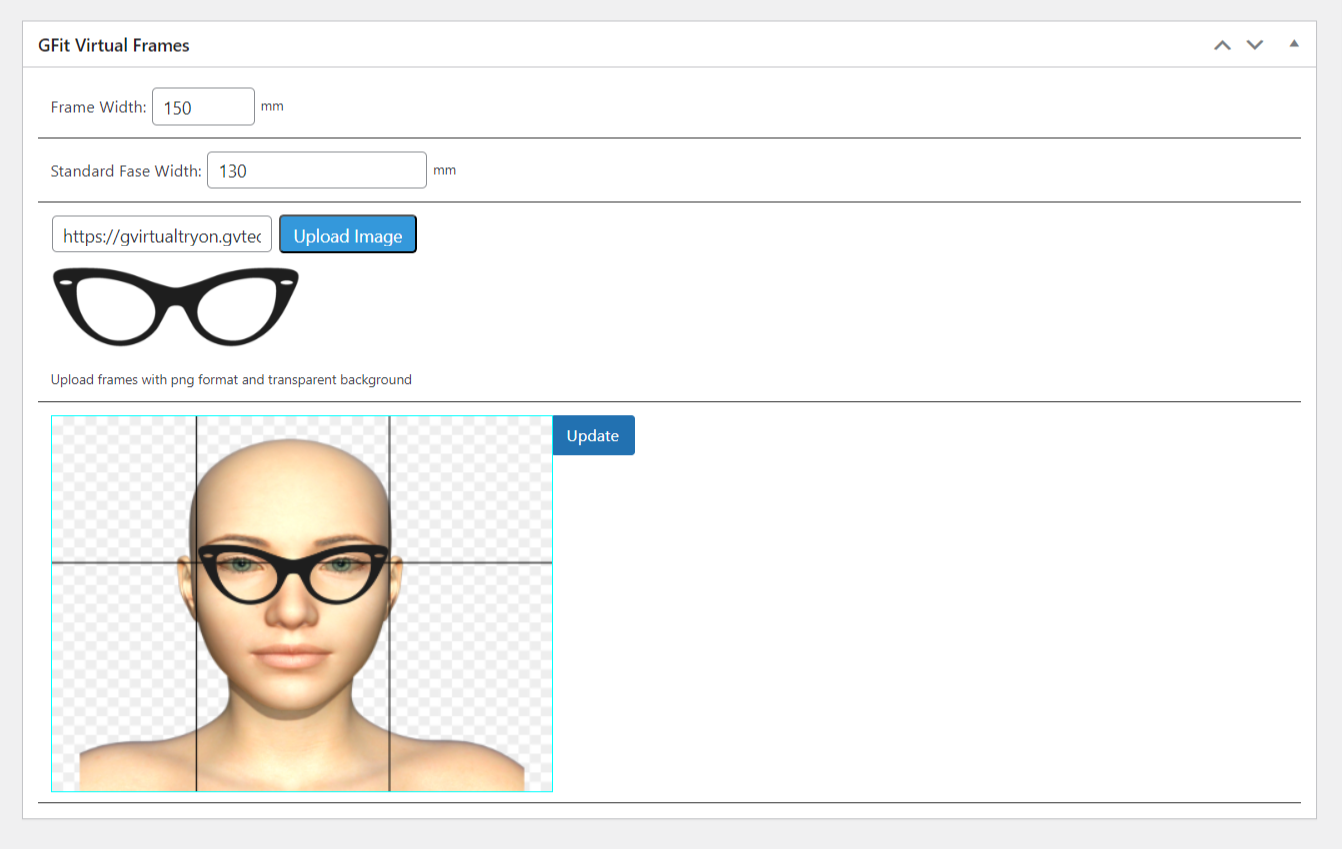 GFit Virtual Frames
Frame Width: 150 mm
Standard Fase Width: 130 mm
https://gvirtualtryon.gvtec Upload Image
Upload frames with png format and transparent background
Update